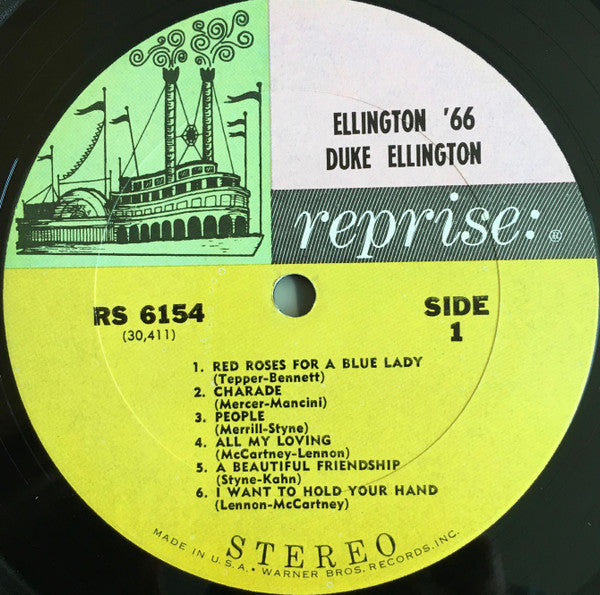 ELLINGTON '66
DUKE ELLINGTON
reprise: ®
RS 6154
(30,411)
SIDE
1
1. RED ROSES FOR A BLUE LADY
(Tepper-Bennett)
2. CHARADE
(Mercer-Mancini)
3. PEOPLE
(Merrill-Styne)
4. ALL MY LOVING
(McCartney-Lennon)
5. A BEAUTIFUL FRIENDSHIP
(Styne-Kahn)
6. I WANT TO HOLD YOUR HAND
(Lennon-McCartney)
STEREO
MADE IN U.S.A. • WARNER BROS. RECORDS, INC.